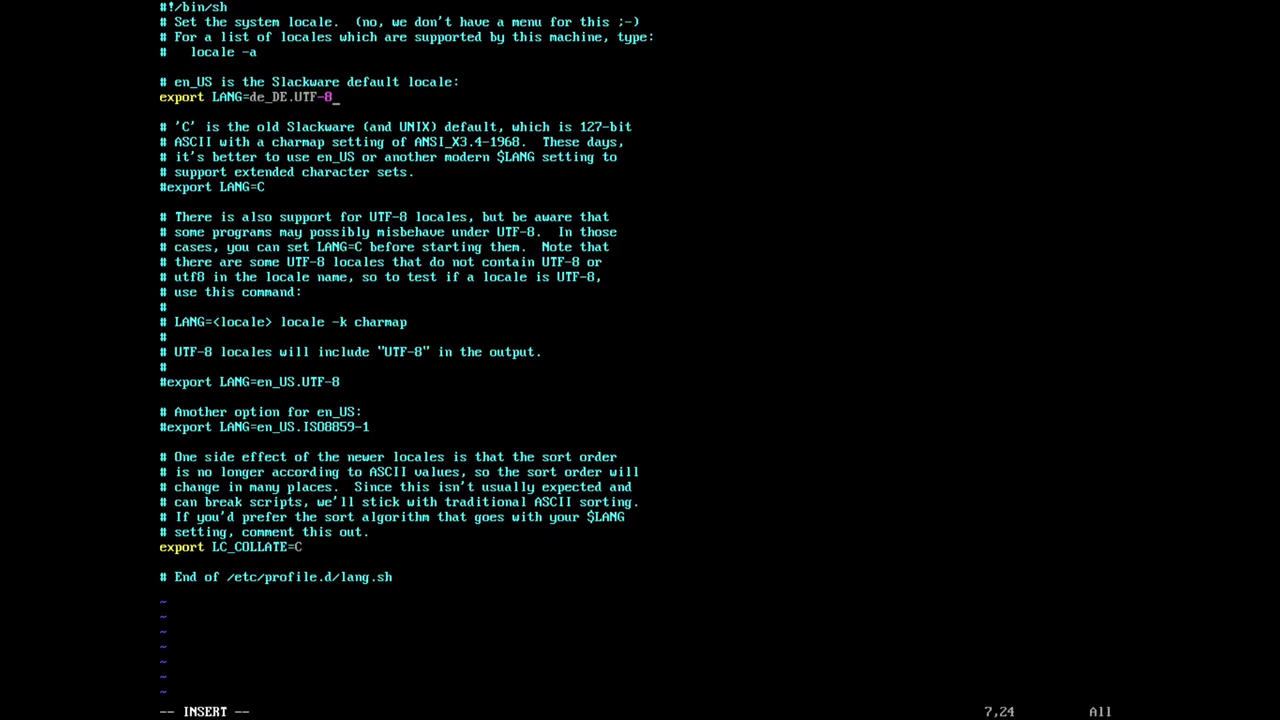 #!/bin/sh
# Set the system locale.  (no, we don't have a menu for this ;-)
# For a list of locales which are supported by this machine, type:
#   locale -a

# en_US is the Slackware default locale:
export LANG=de_DE.UTF-8_

# 'C' is the old Slackware (and UNIX) default, which is 127-bit
# ASCII with a charmap setting of ANSI_X3.4-1968.  These days,
# it's better to use en_US or another modern $LANG setting to
# support extended character sets.
#export LANG=C

# There is also support for UTF-8 locales, but be aware that
# some programs may possibly misbehave under UTF-8.  In those
# cases, you can set LANG=C before starting them.  Note that
# there are some UTF-8 locales that do not contain UTF-8 or
# utf8 in the locale name, so to test if a locale is UTF-8,
# use this command:
#
# LANG=<locale> locale -k charmap
#
# UTF-8 locales will include "UTF-8" in the output.
#
#export LANG=en_US.UTF-8

# Another option for en_US:
#export LANG=en_US.ISO8859-1

# One side effect of the newer locales is that the sort order
# is no longer according to ASCII values, so the sort order will
# change in many places.  Since this isn't usually expected and
# can break scripts, we'll stick with traditional ASCII sorting.
# If you'd prefer the sort algorithm that goes with your $LANG
# setting, comment this out.
export LC_COLLATE=C

# End of /etc/profile.d/lang.sh
~
~
~
~
~
~
~
-- INSERT -- 7,24 All